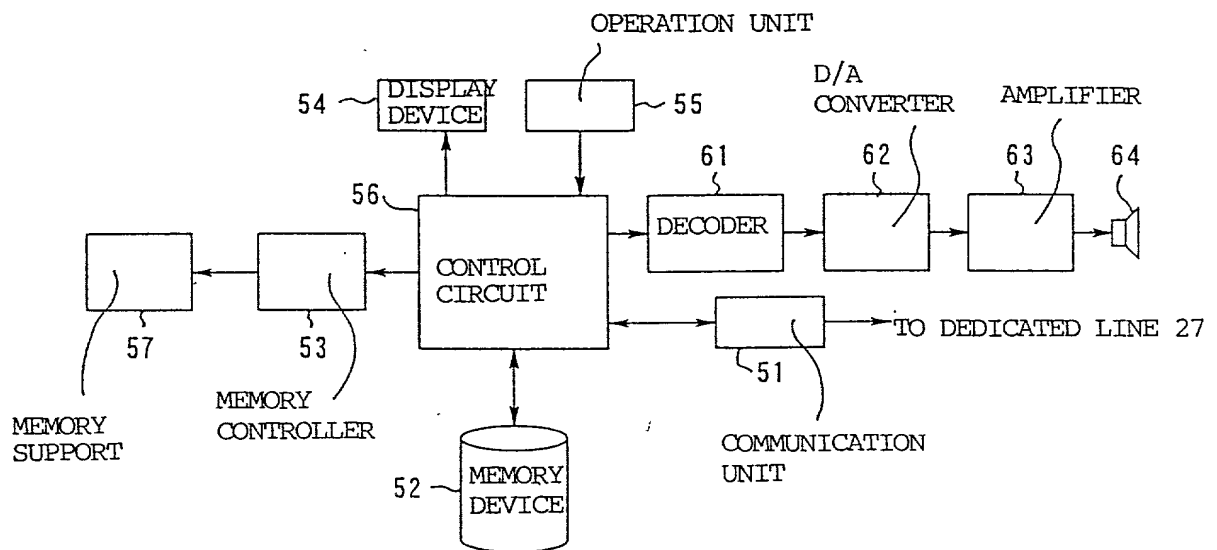 OPERATION UNIT
D/A
CONVERTER
AMPLIFIER
54
DISPLAY
DEVICE
55
61
62
63
64
56
DECODER
CONTROL
CIRCUIT
57
53
51
TO DEDICATED LINE 27
MEMORY
SUPPORT
MEMORY
CONTROLLER
COMMUNICATION
UNIT
52
MEMORY
DEVICE